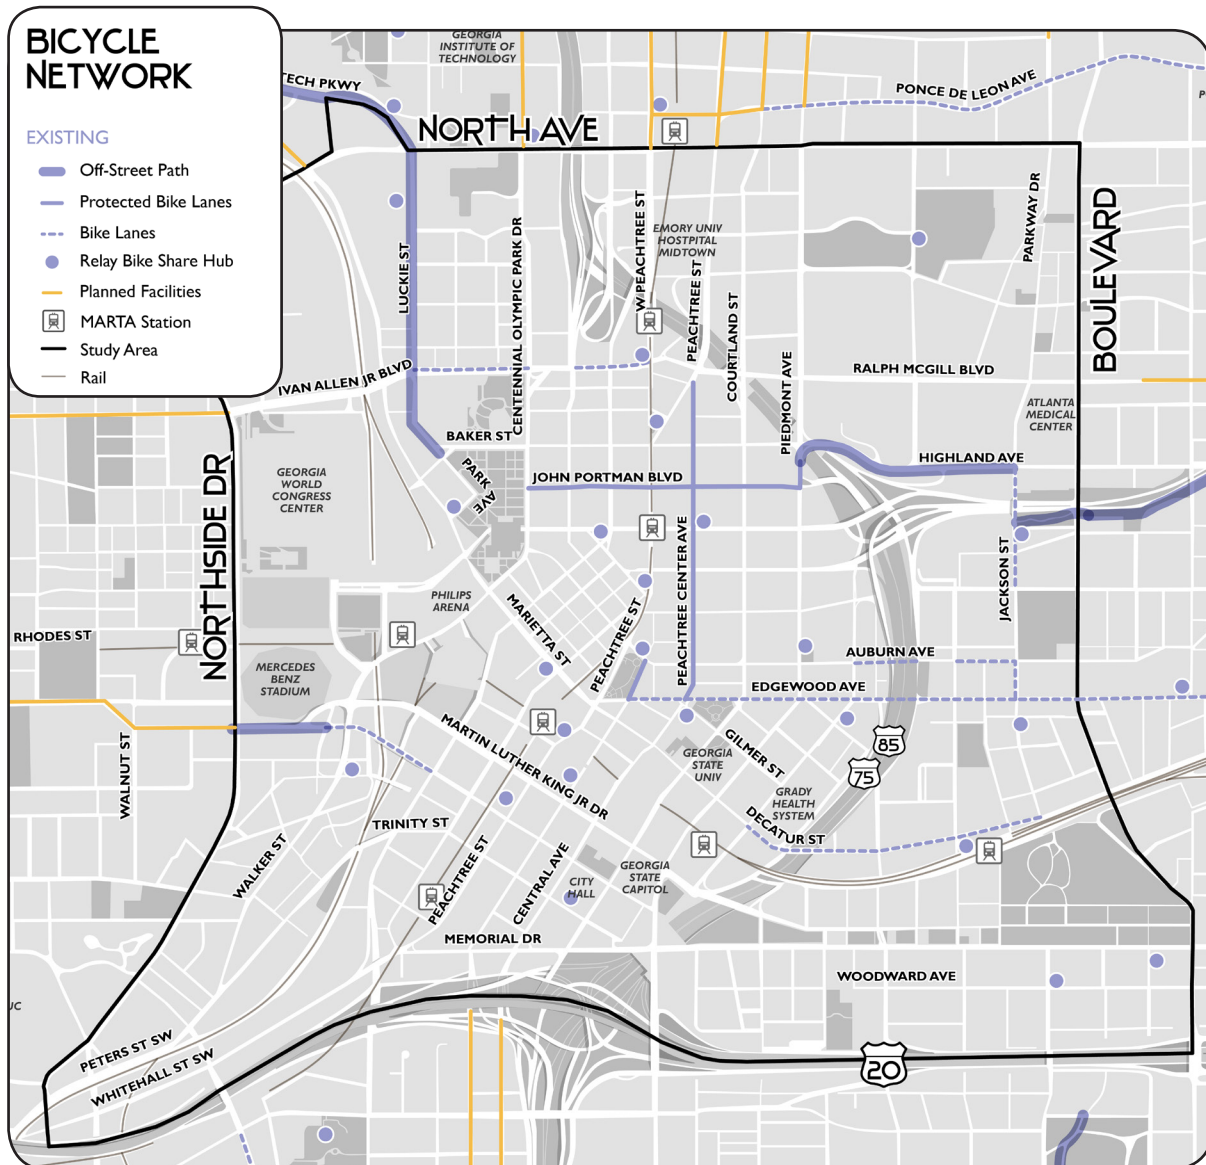 BICYCLE
NETWORK
EXISTING
Off-Street Path
Protected Bike Lanes
Bike Lanes
Relay Bike Share Hub
Planned Facilities
MARTA Station
Study Area
Rail
GEORGIA
INSTITUTE OF
TECHNOLOGY
TECH PKWY
NORTH AVE
PONCE DE LEON AVE
LUCKIE ST
CENTENNIAL OLYMPIC PARK DR
W PEACHTREE ST
EMORY UNIV
HOSTPITAL
MIDTOWN
PEACHTREE ST
COURTLAND ST
PIEDMONT AVE
PARKWAY DR
BOULEVARD
IVAN ALLEN JR BLVD
RALPH MCGILL BLVD
ATLANTA
MEDICAL
CENTER
BAKER ST
PARK AVE
JOHN PORTMAN BLVD
HIGHLAND AVE
GEORGIA
WORLD
CONGRESS
CENTER
NORTHSIDE DR
PEACHTREE CENTER AVE
JACKSON ST
PHILIPS
ARENA
MARIETTA ST
PEACHTREE ST
RHODES ST
MERCEDES
BENZ
STADIUM
AUBURN AVE
EDGEWOOD AVE
WALNUT ST
MARTIN LUTHER KING JR DR
GILMER ST
GEORGIA
STATE
UNIV
85
75
GRADY
HEALTH
SYSTEM
DECATUR ST
TRINITY ST
WALKER ST
PEACHTREE ST
CENTRAL AVE
CITY
HALL
GEORGIA
STATE
CAPITOL
MEMORIAL DR
WOODWARD AVE
PETERS ST SW
WHITEHALL ST SW
20